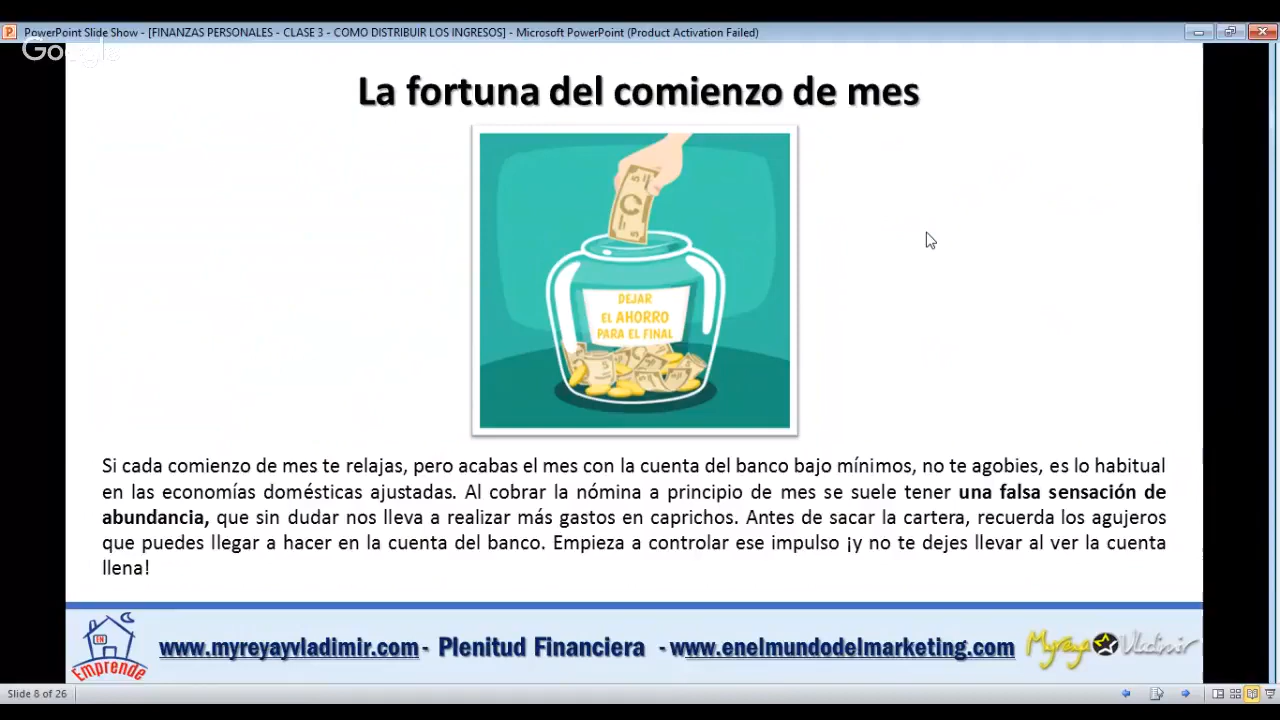 PowerPoint Slide Show - [FINANZAS PERSONALES - CLASE 3 - COMO DISTRIBUIR LOS INGRESOS] - Microsoft PowerPoint (Product Activation Failed)
Google
La fortuna del comienzo de mes
DEJAR
EL AHORRO
PARA EL FINAL
Si cada comienzo de mes te relajas, pero acabas el mes con la cuenta del banco bajo mínimos, no te agobies, es lo habitual
en las economías domésticas ajustadas. Al cobrar la nómina a principio de mes se suele tener una falsa sensación de
abundancia, que sin dudar nos lleva a realizar más gastos en caprichos. Antes de sacar la cartera, recuerda los agujeros
que puedes llegar a hacer en la cuenta del banco. Empieza a controlar ese impulso ¡y no te dejes llevar al ver la cuenta
llena!
EN
Emprende
www.myreyayvladimir.com - Plenitud Financiera - www.enelmundodelmarketing.com
Myreya Vladimir
Slide 8 of 26